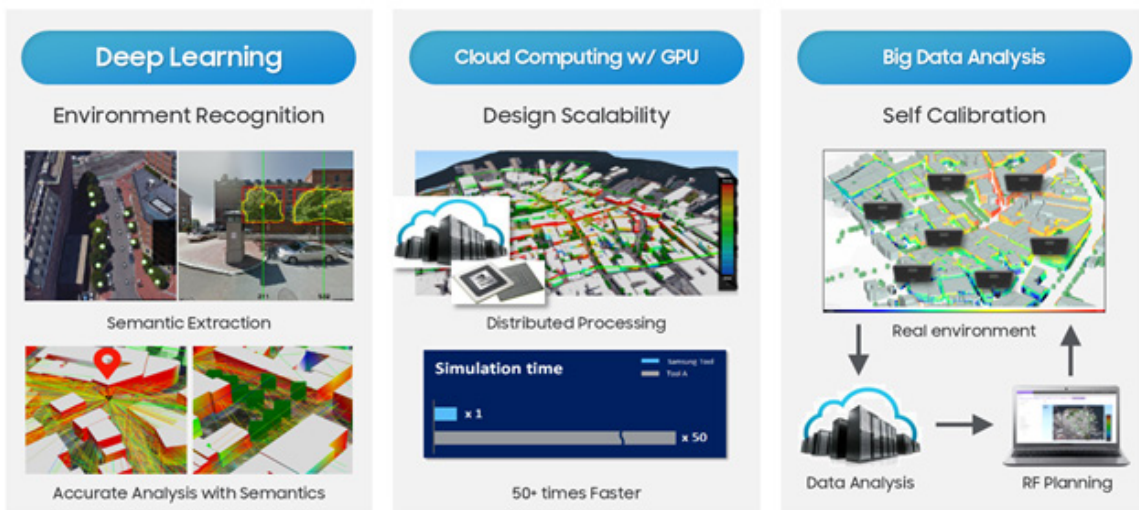 Deep Learning
Environment Recognition
Semantic Extraction
Accurate Analysis with Semantics
Cloud Computing w/ GPU
Design Scalability
Distributed Processing
Simulation time
Samsung Tool
Tool A
x 1
x 50
50+ times Faster
Big Data Analysis
Self Calibration
Real environment
Data Analysis
RF Planning